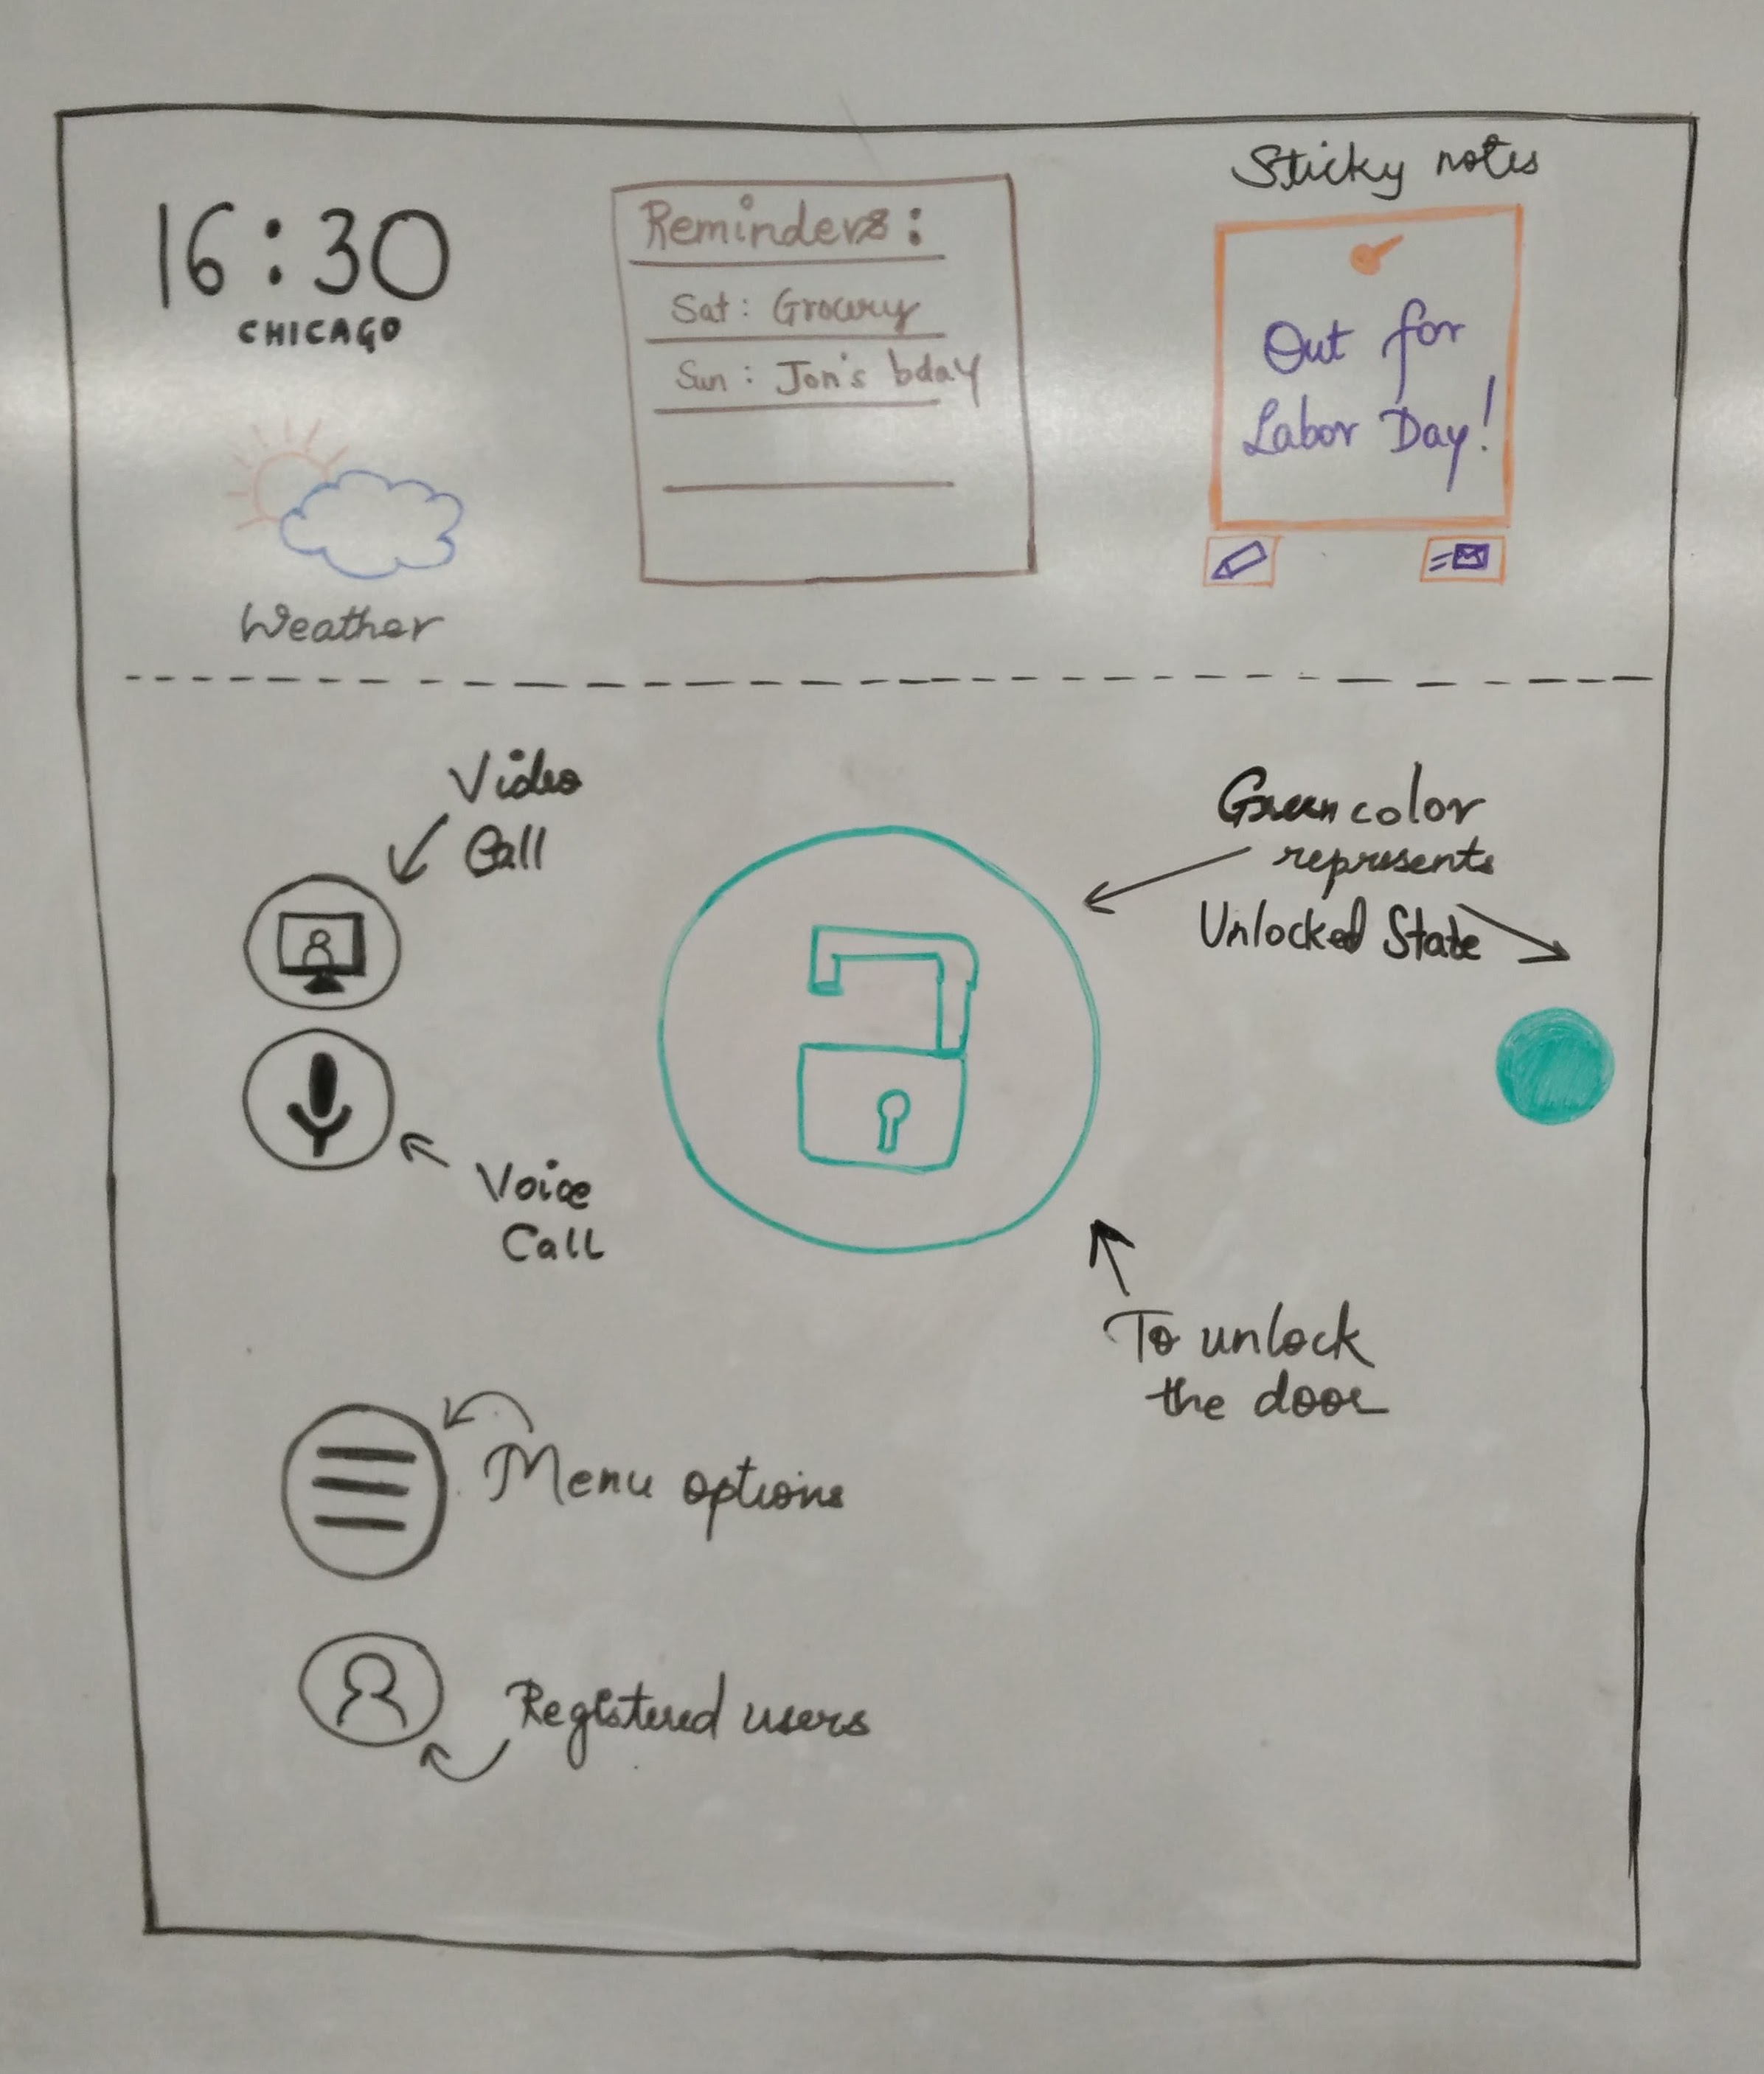 16:30
CHICAGO
Weather
Reminders:
Sat: Grocery
Sun: Jon's bday
Sticky notes
Out for
Labor Day!
Video
Call
Voice
Call
Green color
represents
Unlocked State
To unlock
the door
Menu options
Registered users